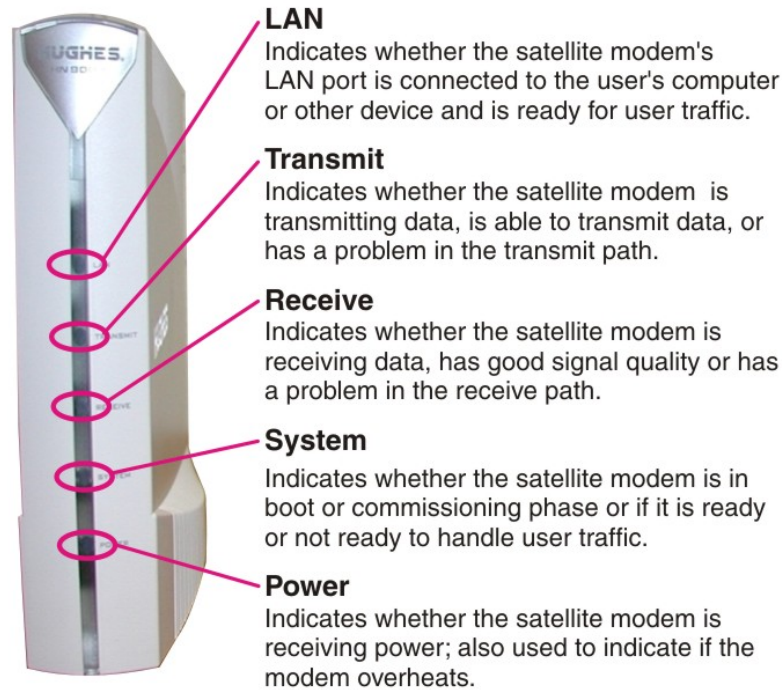 HUGHES.
LAN
Indicates whether the satellite modem's
LAN port is connected to the user's computer
or other device and is ready for user traffic.
Transmit
Indicates whether the satellite modem is
transmitting data, is able to transmit data, or
has a problem in the transmit path.
TRANSMIT
Receive
Indicates whether the satellite modem is
receiving data, has good signal quality or has
a problem in the receive path.
RECEIVE
System
Indicates whether the satellite modem is in
boot or commissioning phase or if it is ready
or not ready to handle user traffic.
SYSTEM
Power
Indicates whether the satellite modem is
receiving power; also used to indicate if the
modem overheats.
POWER